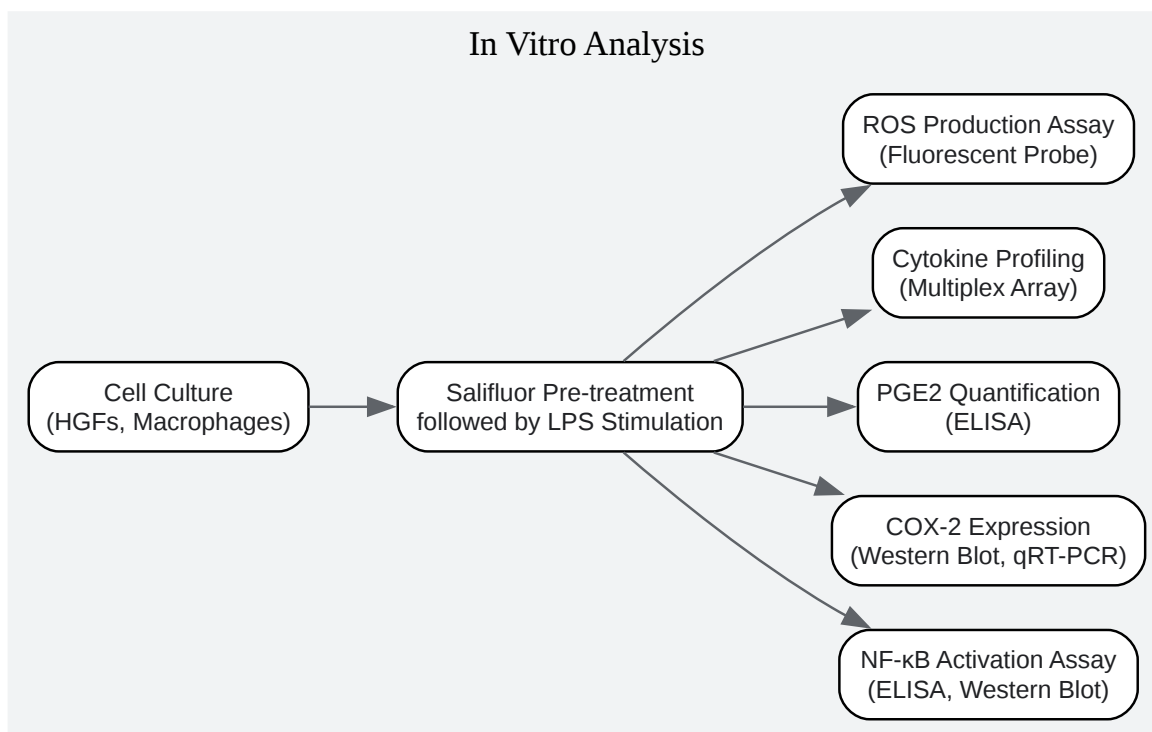 In Vitro Analysis
Cell Culture
(HGFs, Macrophages)
Salifluor Pre-treatment
followed by LPS Stimulation
ROS Production Assay
(Fluorescent Probe)
Cytokine Profiling
(Multiplex Array)
PGE2 Quantification
(ELISA)
COX-2 Expression
(Western Blot, qRT-PCR)
NF-κB Activation Assay
(ELISA, Western Blot)